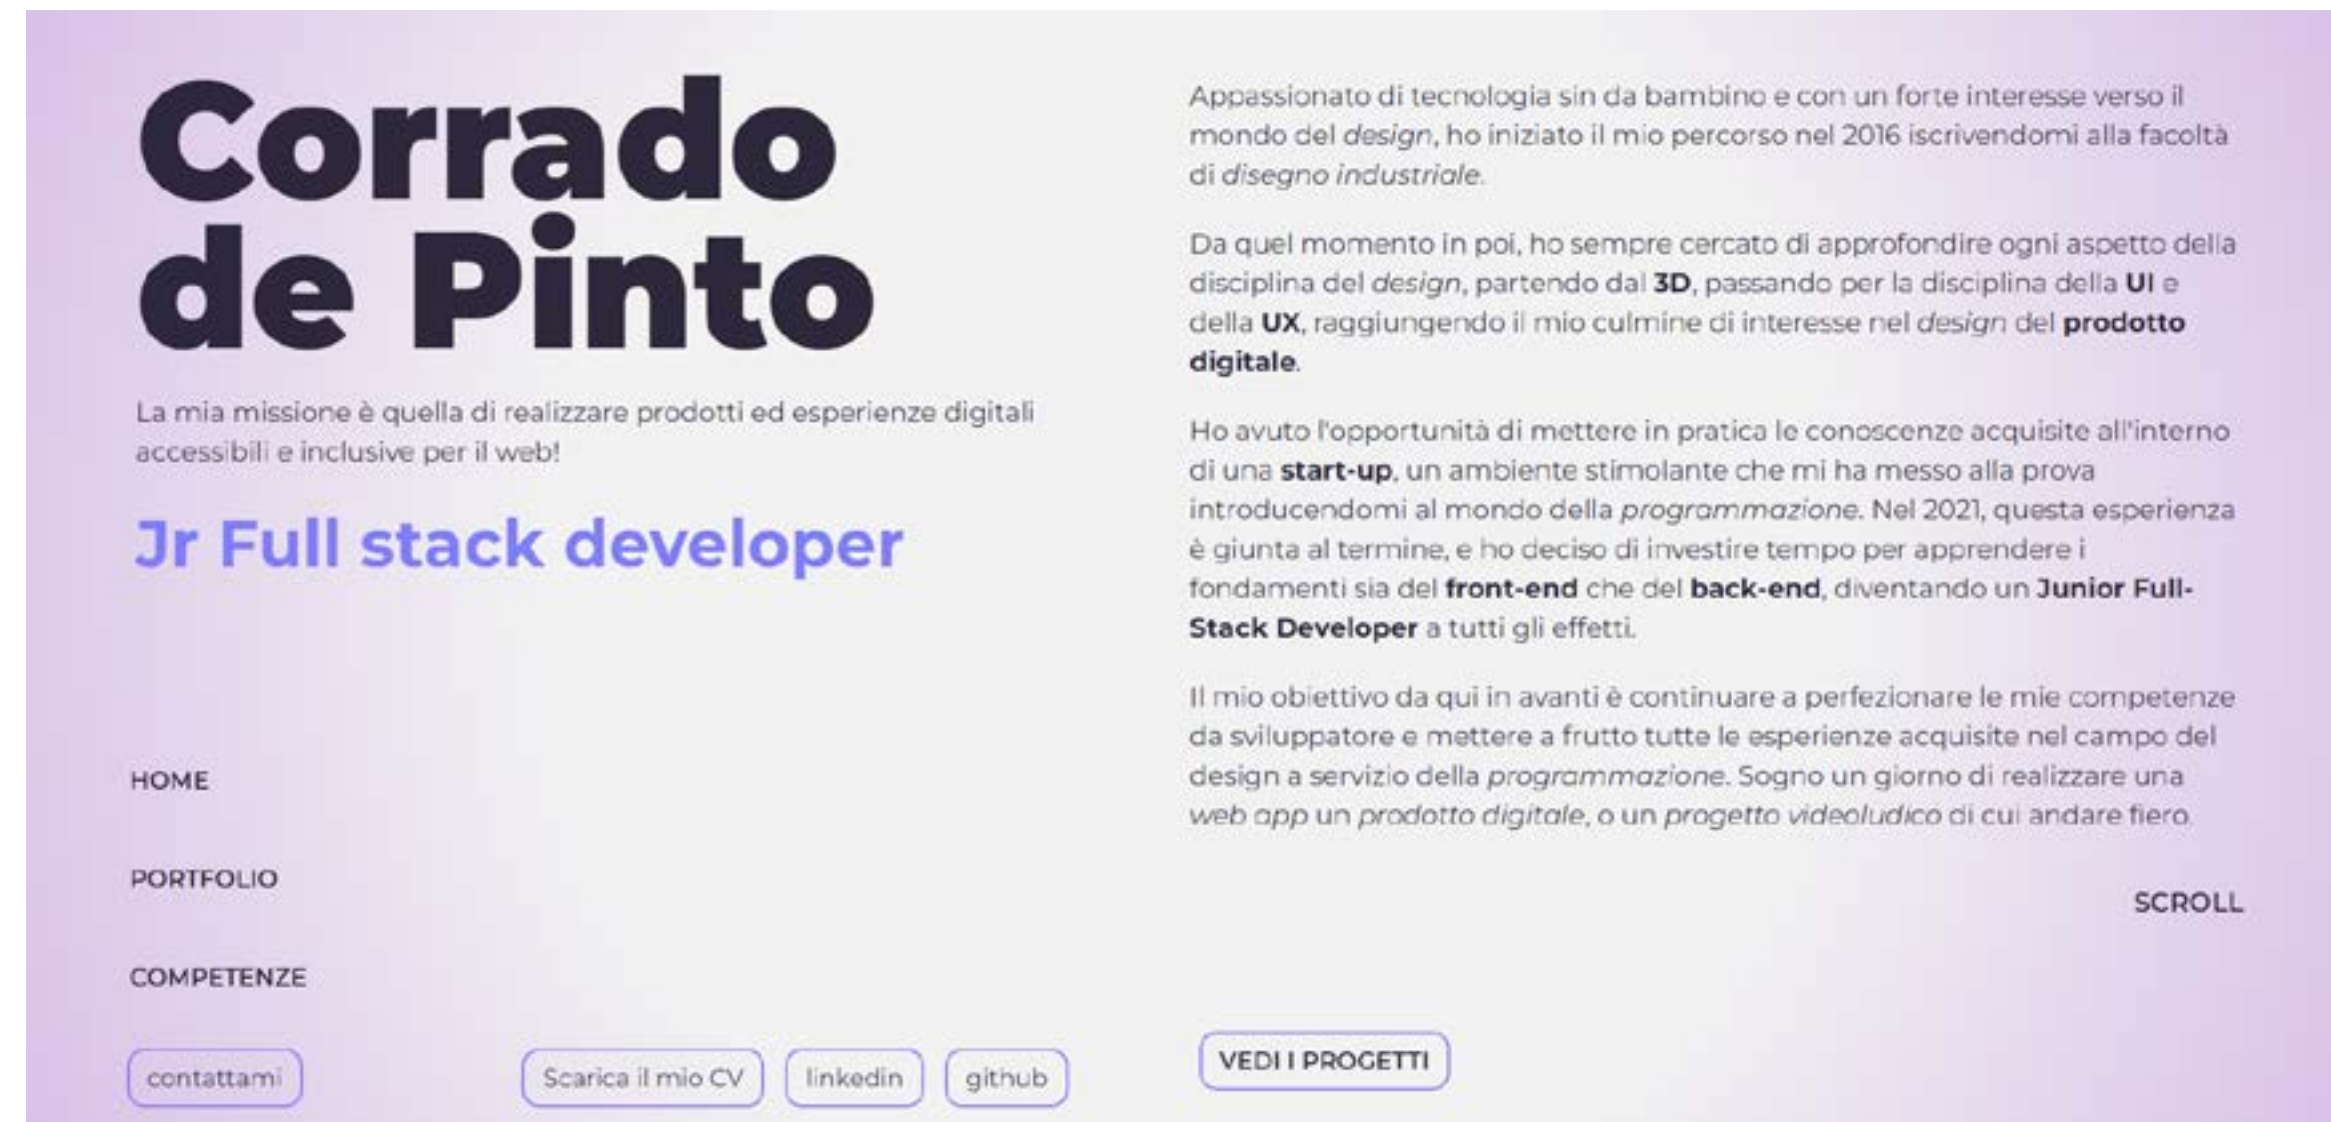 Corrado
de Pinto
La mia missione è quella di realizzare prodotti ed esperienze digitali
accessibili e inclusive per il web!
Jr Full stack developer
HOME
PORTFOLIO
COMPETENZE
contattami
Scarica il mio CV
linkedin
github
Appassionato di tecnologia sin da bambino e con un forte interesse verso il
mondo del design, ho iniziato il mio percorso nel 2016 iscrivendomi alla facoltà
di disegno industriale.
Da quel momento in poi, ho sempre cercato di approfondire ogni aspetto della
disciplina del design, partendo dal 3D, passando per la disciplina della UI e
della UX, raggiungendo il mio culmine di interesse nel design del prodotto
digitale.
Ho avuto l'opportunità di mettere in pratica le conoscenze acquisite all'interno
di una start-up, un ambiente stimolante che mi ha messo alla prova
introducendomi al mondo della programmazione. Nel 2021, questa esperienza
è giunta al termine, e ho deciso di investire tempo per apprendere i
fondamenti sia del front-end che del back-end, diventando un Junior Full-
Stack Developer a tutti gli effetti.
Il mio obiettivo da qui in avanti è continuare a perfezionare le mie competenze
da sviluppatore e mettere a frutto tutte le esperienze acquisite nel campo del
design a servizio della programmazione. Sogno un giorno di realizzare una
web app un prodotto digitale, o un progetto videoludico di cui andare fiero.
SCROLL
VEDI I PROGETTI